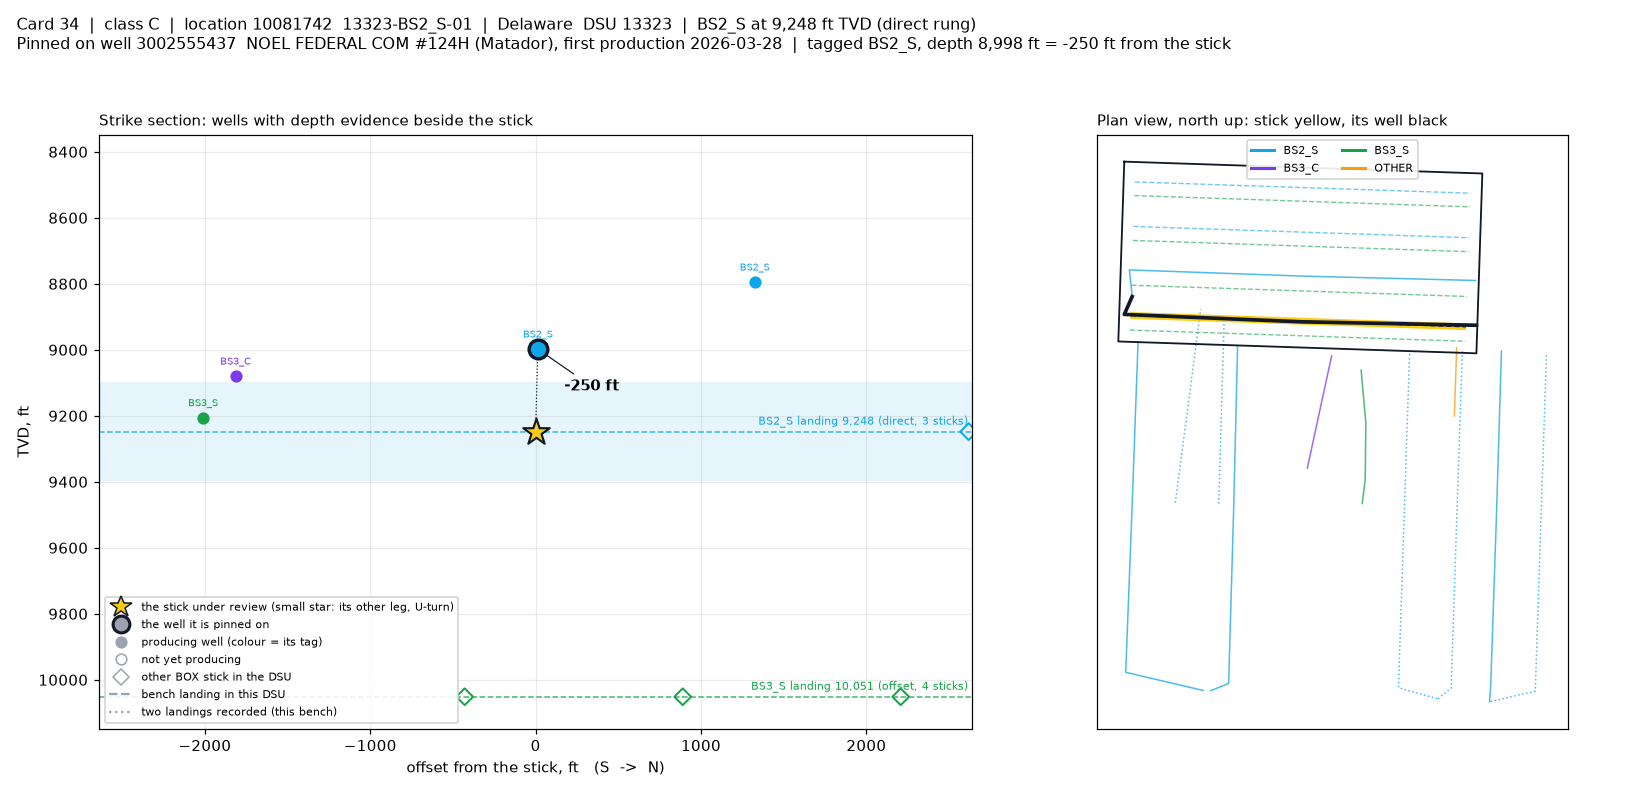 Card 34  |  class C  |  location 10081742  13323-BS2_S-01  |  Delaware  DSU 13323  |  BS2_S at 9,248 ft TVD (direct rung)
Pinned on well 3002555437  NOEL FEDERAL COM #124H (Matador), first production 2026-03-28  |  tagged BS2_S, depth 8,998 ft = -250 ft from the stick
Strike section: wells with depth evidence beside the stick
TVD, ft
8400
8600
8800
9000
9200
9400
9600
9800
10000
BS2_S
BS2_S
BS3_C
-250 ft
BS3_S
BS2_S landing 9,248 (direct, 3 sticks)
BS3_S landing 10,051 (offset, 4 sticks)
the stick under review (small star: its other leg, U-turn)
the well it is pinned on
producing well (colour = its tag)
not yet producing
other BOX stick in the DSU
bench landing in this DSU
two landings recorded (this bench)
−2000
−1000
0
1000
2000
offset from the stick, ft   (S  ->  N)
Plan view, north up: stick yellow, its well black
BS2_S
BS3_C
BS3_S
OTHER